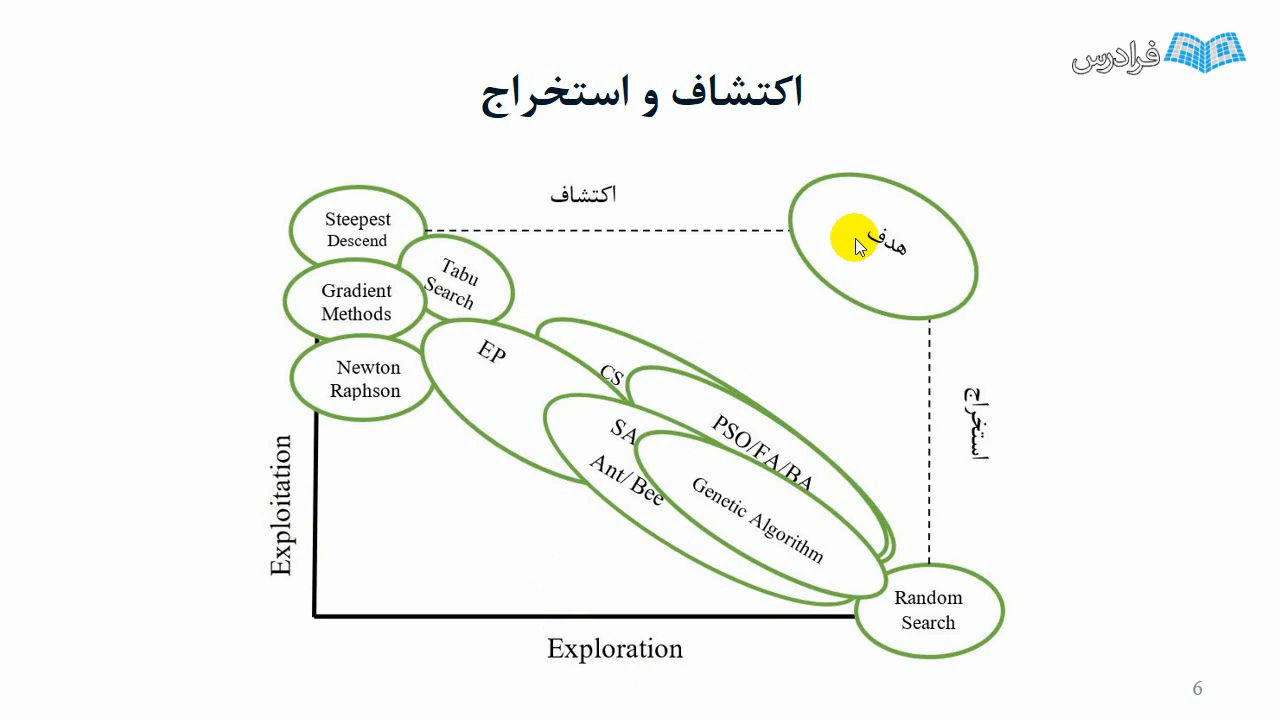 فرادرس
اکتشاف و استخراج
اکتشاف
Steepest
Descend
هدف
Tabu
Search
Gradient
Methods
EP
Newton
Raphson
CS
استخراج
PSO/FA/BA
SA
Ant/ Bee
Genetic Algorithm
Exploitation
Random
Search
Exploration
6